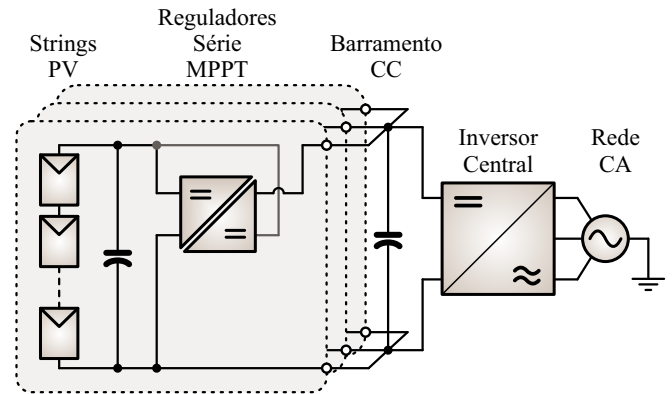 Strings
PV
Reguladores
Série
MPPT
Barramento
CC
Inversor
Central
Rede
CA